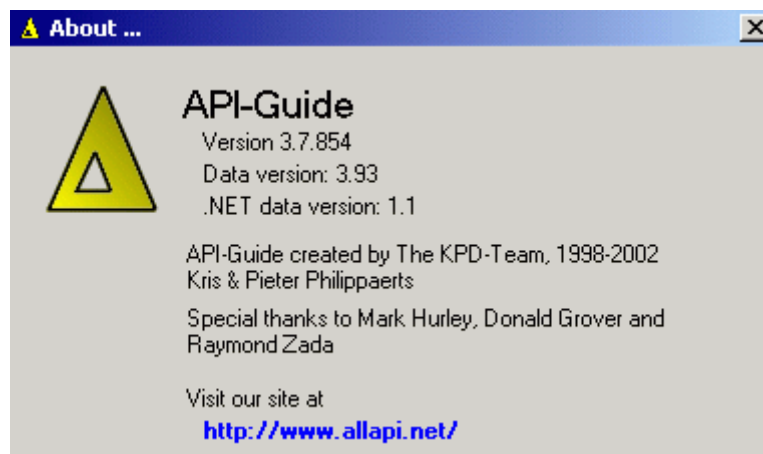 About ...
API-Guide
Version 3.7.854
Data version: 3.93
.NET data version: 1.1
API-Guide created by The KPD-Team, 1998-2002
Kris & Pieter Philippaerts
Special thanks to Mark Hurley, Donald Grover and
Raymond Zada
Visit our site at
http://www.allapi.net/